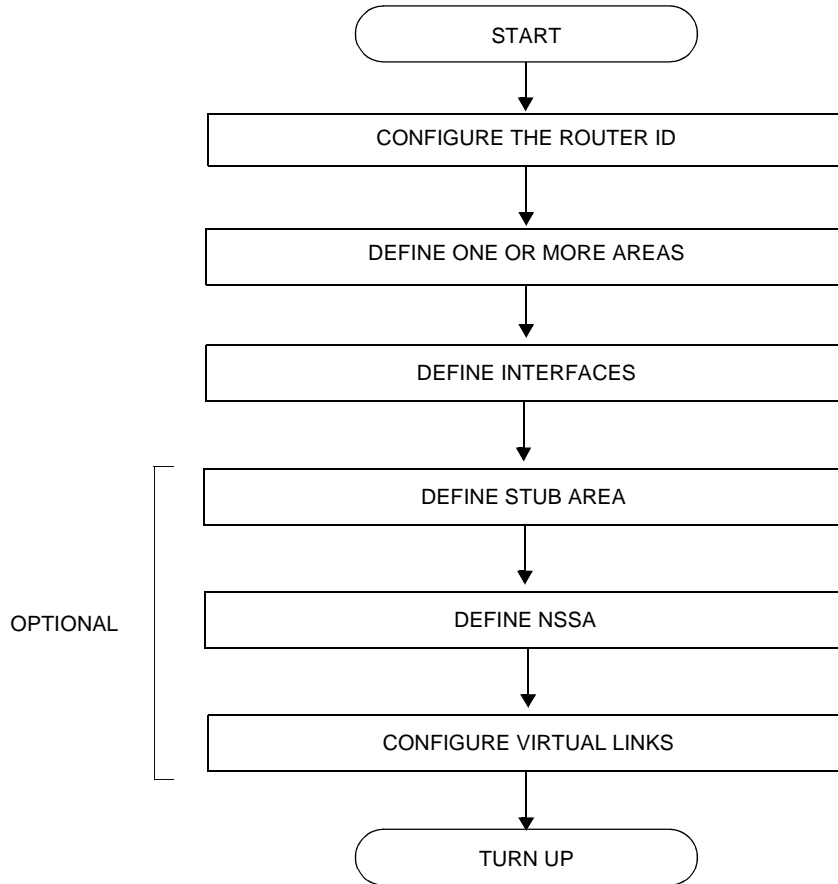 START
CONFIGURE THE ROUTER ID
DEFINE ONE OR MORE AREAS
DEFINE INTERFACES
DEFINE STUB AREA
OPTIONAL
DEFINE NSSA
CONFIGURE VIRTUAL LINKS
TURN UP